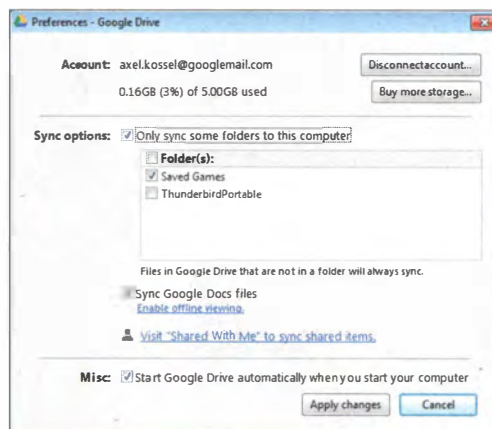 Preferences - Google Drive
Account: axel.kossel@googlemail.com Disconnectaccount...
0.16GB (3%) of 5.00GB used Buy more storage...
Sync options: Only sync some folders to this computer
Folder(s):
Saved Games
ThunderbirdPortable
Files in Google Drive that are not in a folder will always sync.
Sync Google Docs files
Enable offline viewing.
Visit "Shared With Me" to sync shared items.
Misc: Start Google Drive automatically when you start your computer
Apply changes Cancel